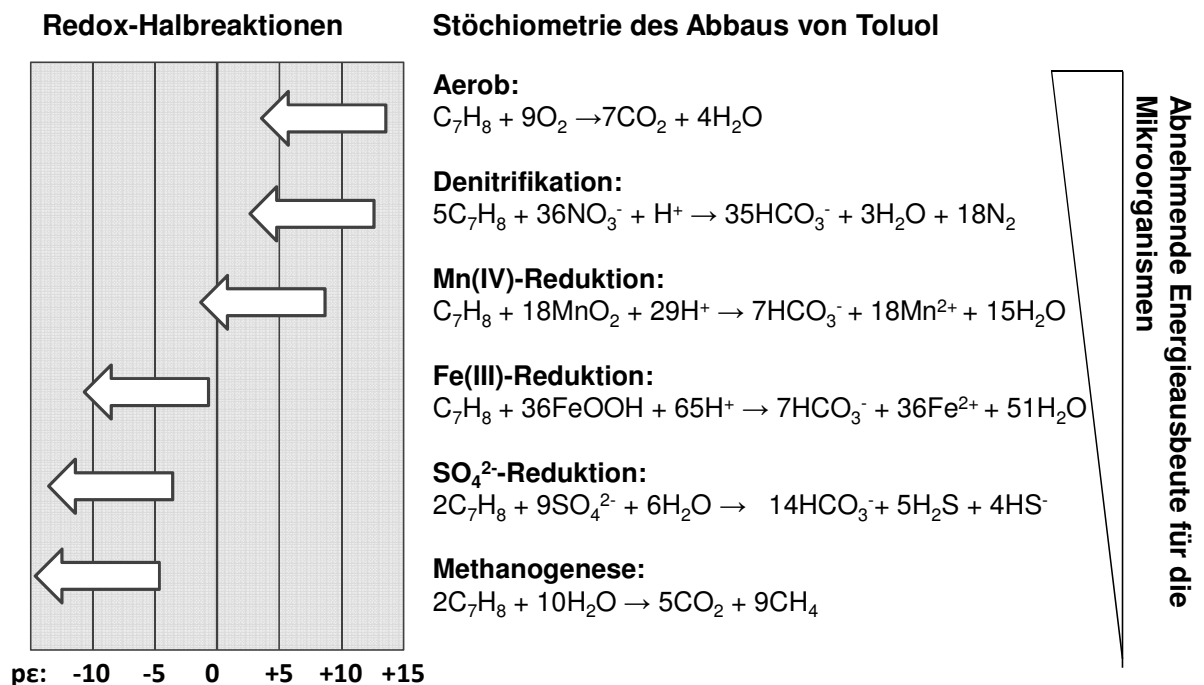 Redox-Halbreaktionen
Stöchiometrie des Abbaus von Toluol
Aerob:
C₇H₈ + 9O₂ →7CO₂ + 4H₂O
Denitrifikation:
5C₇H₈ + 36NO₃⁻ + H⁺ → 35HCO₃⁻ + 3H₂O + 18N₂
Mn(IV)-Reduktion:
C₇H₈ + 18MnO₂ + 29H⁺ → 7HCO₃⁻ + 18Mn²⁺ + 15H₂O
Fe(III)-Reduktion:
C₇H₈ + 36FeOOH + 65H⁺ → 7HCO₃⁻ + 36Fe²⁺ + 51H₂O
SO₄²⁻-Reduktion:
2C₇H₈ + 9SO₄²⁻ + 6H₂O → 14HCO₃⁻+ 5H₂S + 4HS⁻
Methanogenese:
2C₇H₈ + 10H₂O → 5CO₂ + 9CH₄
pε: -10 -5 0 +5 +10 +15
Abnehmende Energieausbeute für die
Mikroorganismen